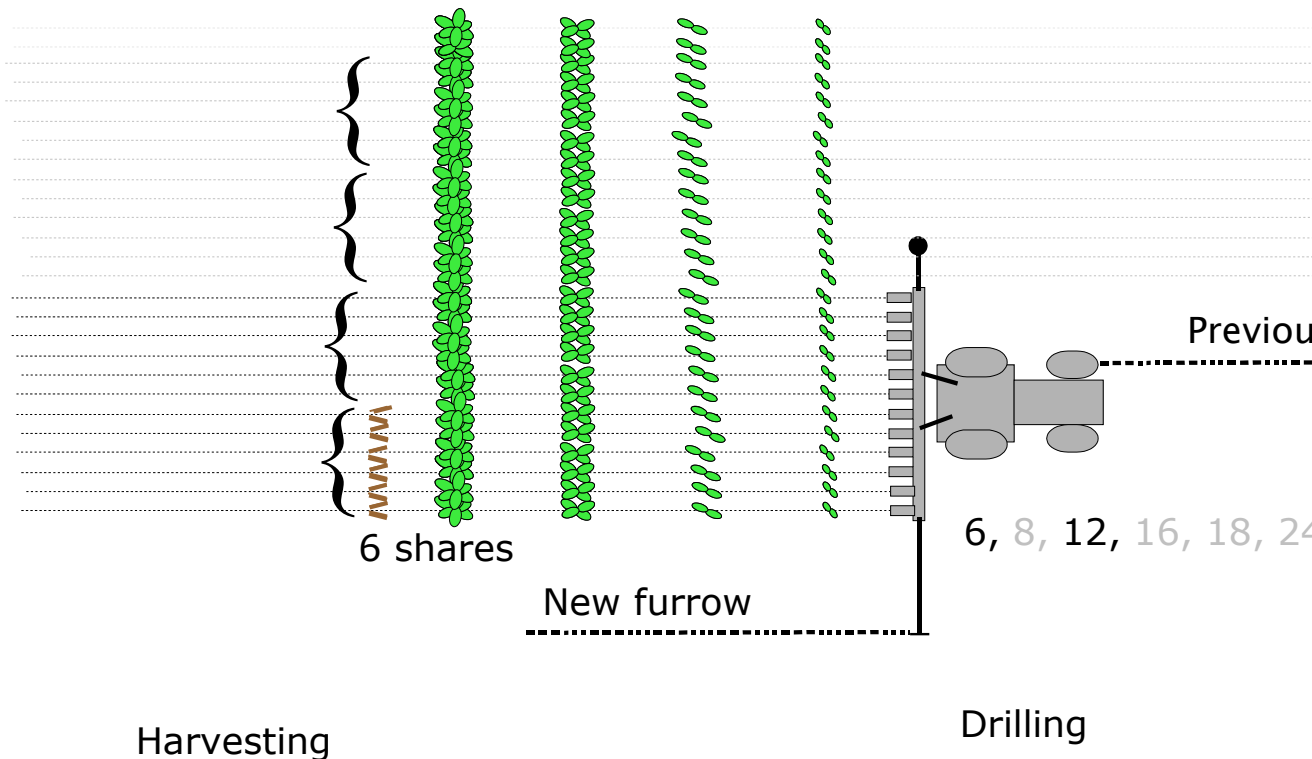 Previou
6 shares
6, 8, 12, 16, 18, 24
New furrow
Drilling
Harvesting